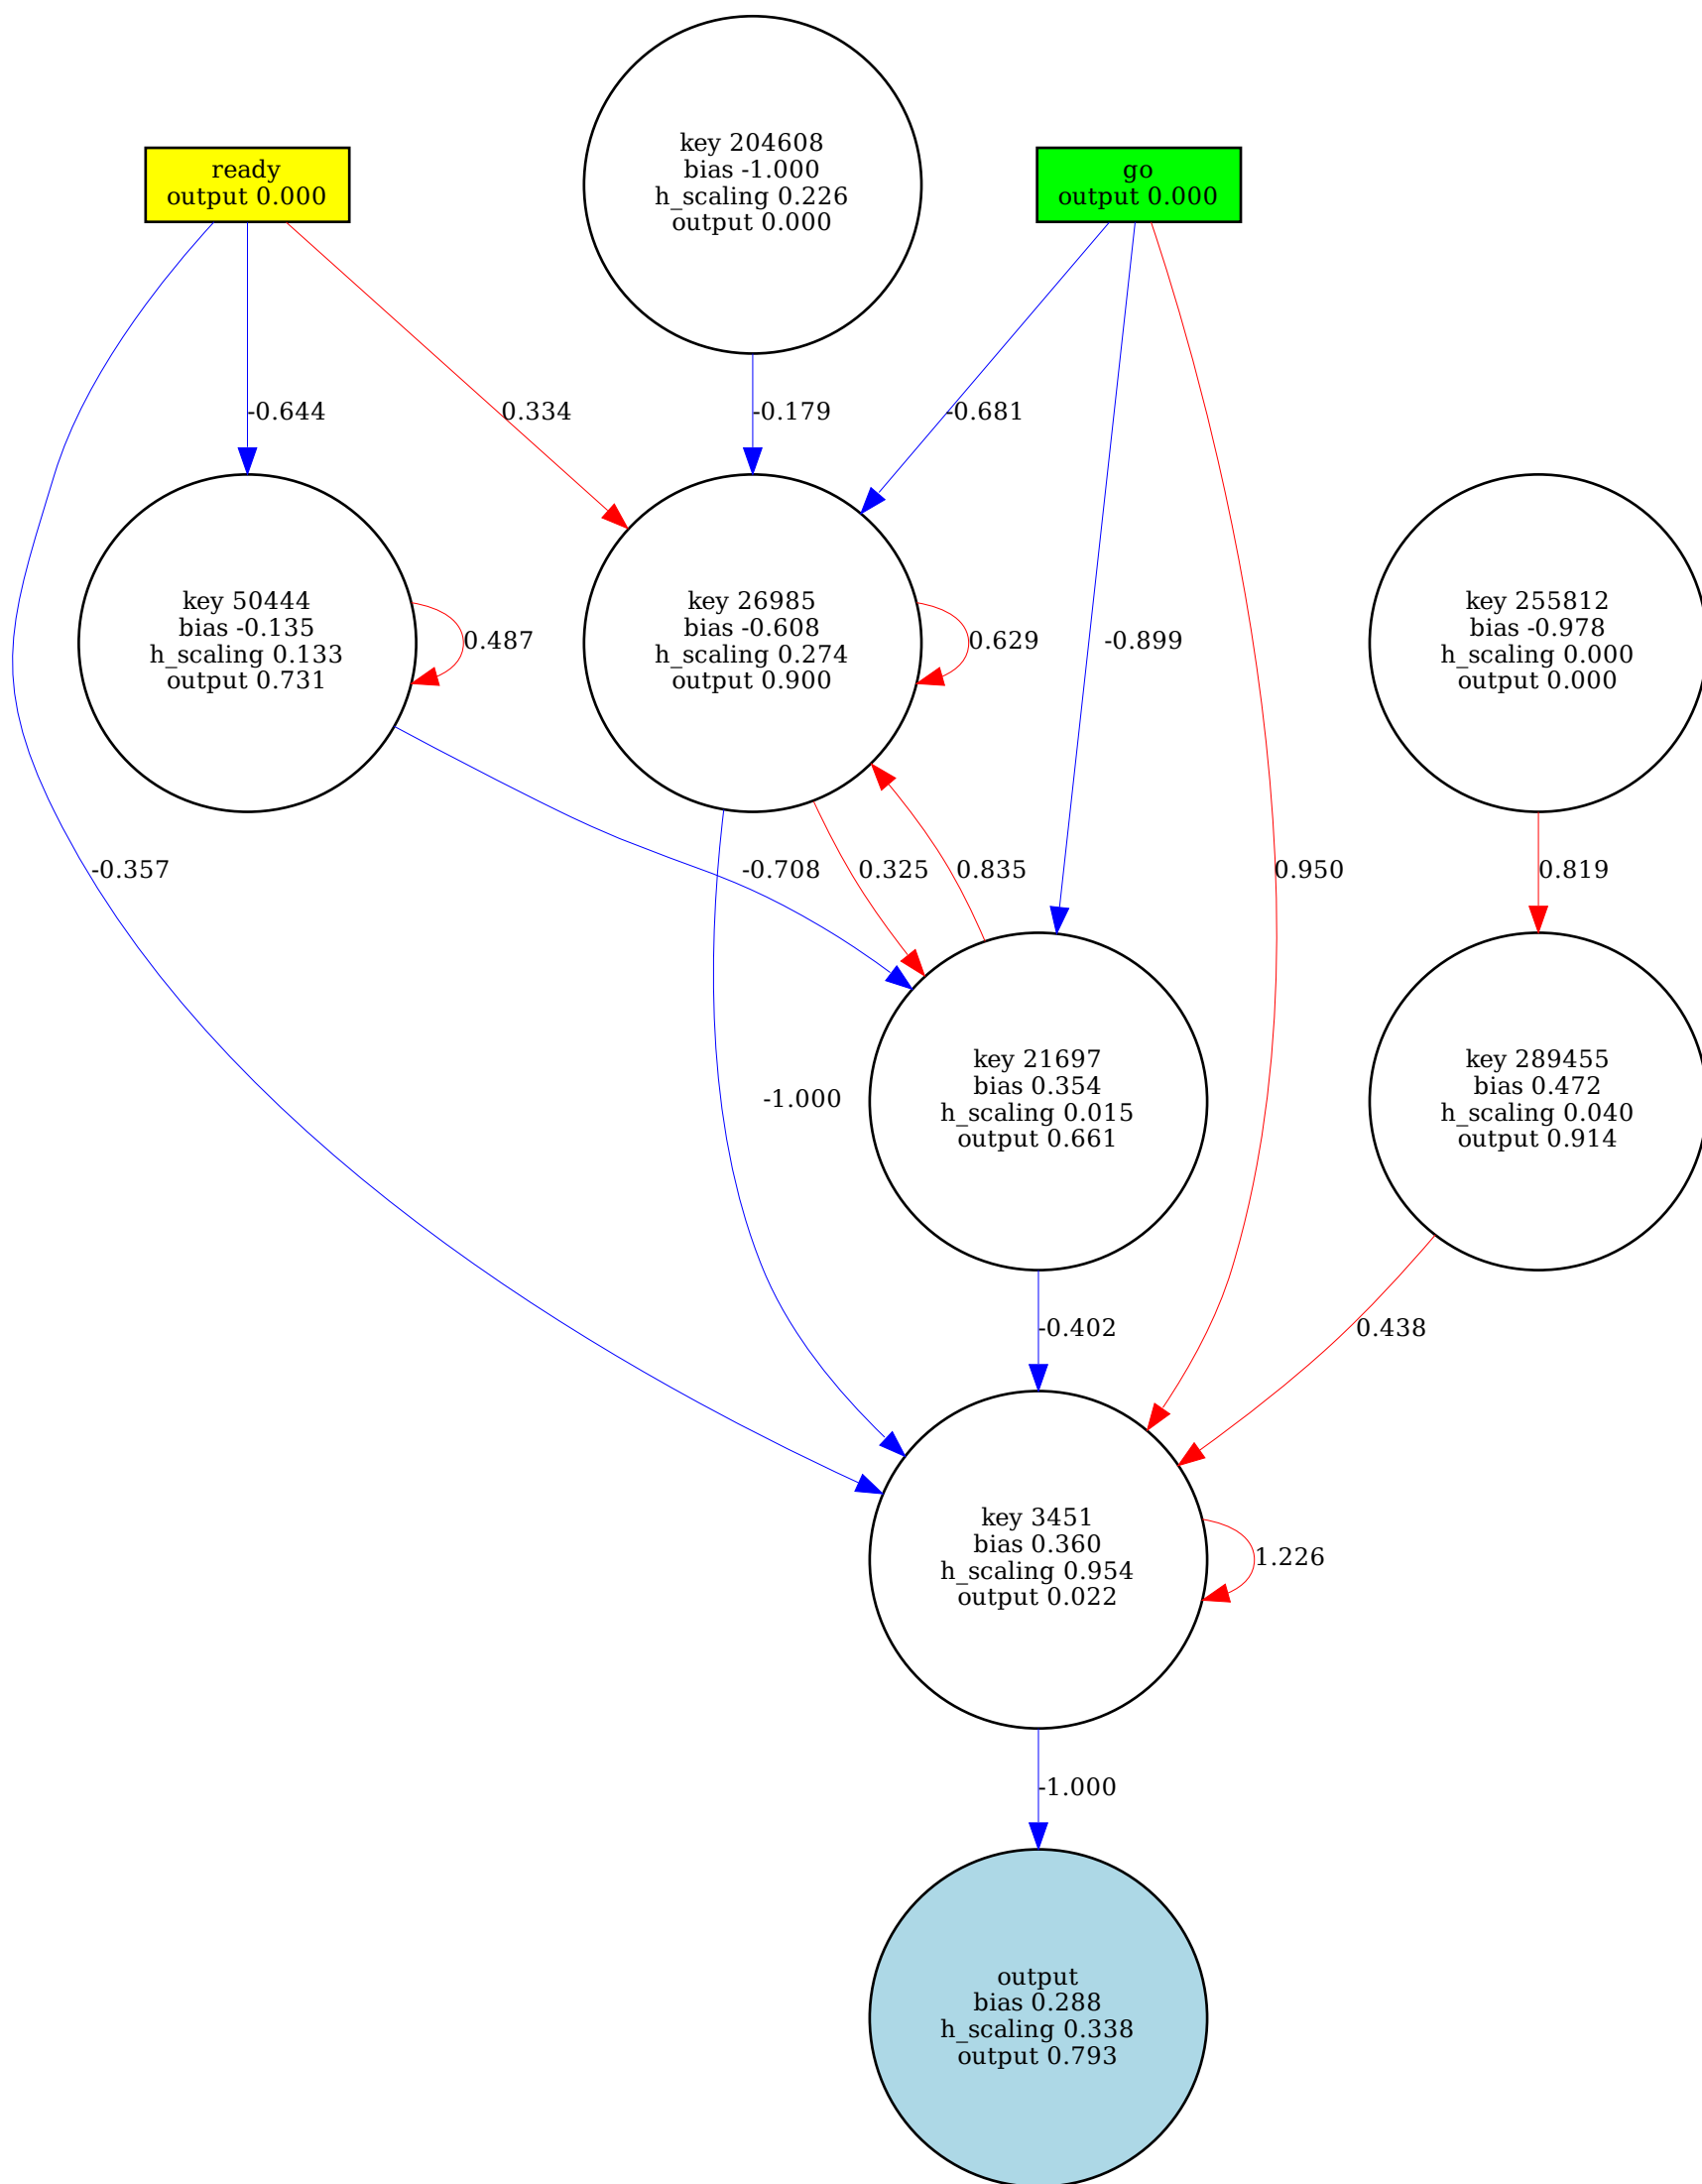 key 204608
bias -1.000
h_scaling 0.226
output 0.000
ready
output 0.000
go
output 0.000
-0.644
0.334
-0.179
-0.681
key 50444
bias -0.135
h_scaling 0.133
output 0.731
0.487
key 26985
bias -0.608
h_scaling 0.274
output 0.900
0.629
-0.899
key 255812
bias -0.978
h_scaling 0.000
output 0.000
-0.357
-0.708
0.325
0.835
0.950
0.819
-1.000
key 21697
bias 0.354
h_scaling 0.015
output 0.661
key 289455
bias 0.472
h_scaling 0.040
output 0.914
-0.402
0.438
key 3451
bias 0.360
h_scaling 0.954
output 0.022
1.226
-1.000
output
bias 0.288
h_scaling 0.338
output 0.793